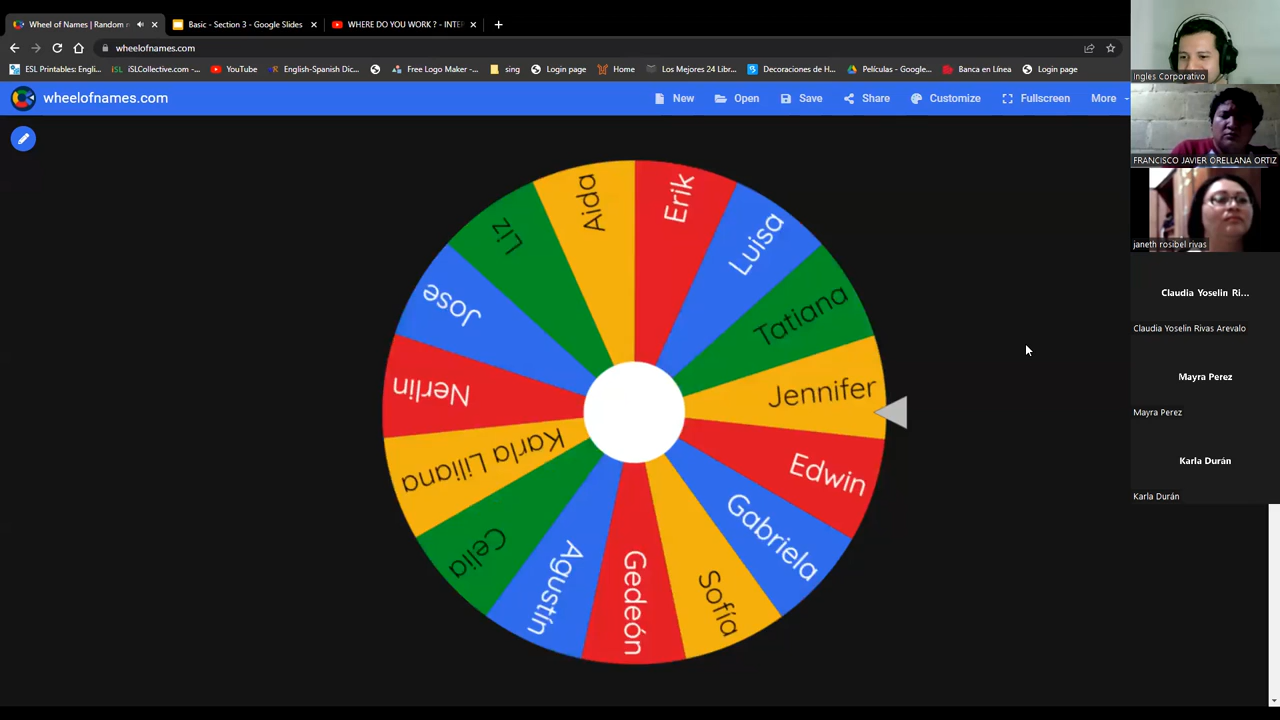 Wheel of Names | Random n
Basic - Section 3 - Google Slides
WHERE DO YOU WORK ? - INTE
wheelofnames.com
ESL Printables: Engli...
iSLCollective.com -...
YouTube
English-Spanish Dic...
Free Logo Maker -...
sing
Login page
Home
Los Mejores 24 Libr...
Decoraciones de H...
Películas - Google...
Banca en Línea
Login page
wheelofnames.com
New
Open
Save
Share
Customize
Fullscreen
More
Erik
Luisa
Tatiana
Jennifer
Edwin
Gabriela
Sofía
Gedeón
Agustín
Celia
Karla Liliana
Nerlin
Jose
Liz
Aida
Ingles Corporativo
FRANCISCO JAVIER ORELLANA ORTIZ
janeth rosibel rivas
Claudia Yoselin Ri...
Claudia Yoselin Rivas Arevalo
Mayra Perez
Mayra Perez
Karla Durán
Karla Durán